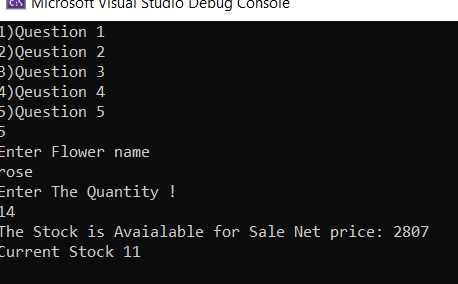 Microsoft Visual Studio Debug Console
1)Question 1
2)Qeustion 2
3)Question 3
4)Qeustion 4
5)Question 5
5
Enter Flower name
rose
Enter The Quantity !
14
The Stock is Avaialable for Sale Net price: 2807
Current Stock 11